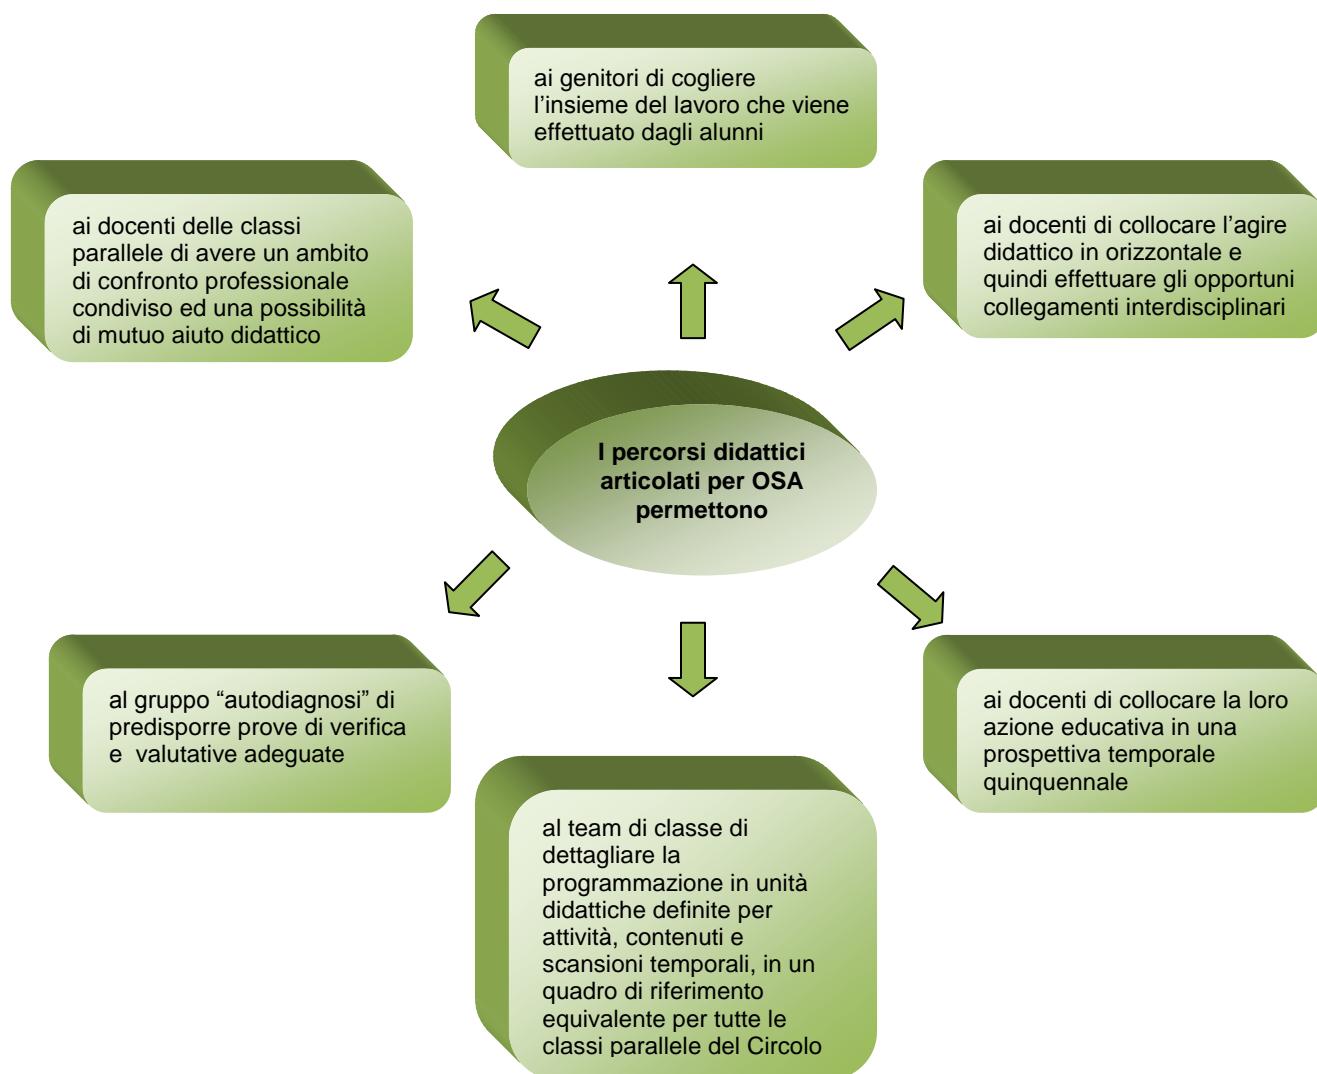 ai genitori di cogliere
l’insieme del lavoro che viene
effettuato dagli alunni
ai docenti delle classi
parallele di avere un ambito
di confronto professionale
condiviso ed una possibilità
di mutuo aiuto didattico
ai docenti di collocare l’agire
didattico in orizzontale e
quindi effettuare gli opportuni
collegamenti interdisciplinari
I percorsi didattici
articolati per OSA
permettono
al gruppo “autodiagnosi” di
predisporre prove di verifica
e  valutative adeguate
ai docenti di collocare la loro
azione educativa in una
prospettiva temporale
quinquennale
al team di classe di
dettagliare la
programmazione in unità
didattiche definite per
attività, contenuti e
scansioni temporali, in un
quadro di riferimento
equivalente per tutte le
classi parallele del Circolo